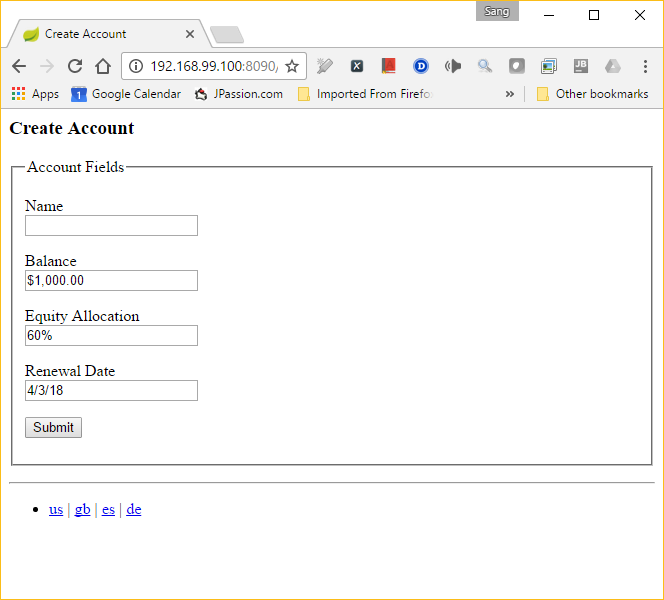 Sang
Create Account
192.168.99.100:8090/
Apps
1
Google Calendar
JPassion.com
Imported From Firefo
»
Other bookmarks
Create Account
Account Fields
Name
Balance
$1,000.00
Equity Allocation
60%
Renewal Date
4/3/18
Submit
us | gb | es | de